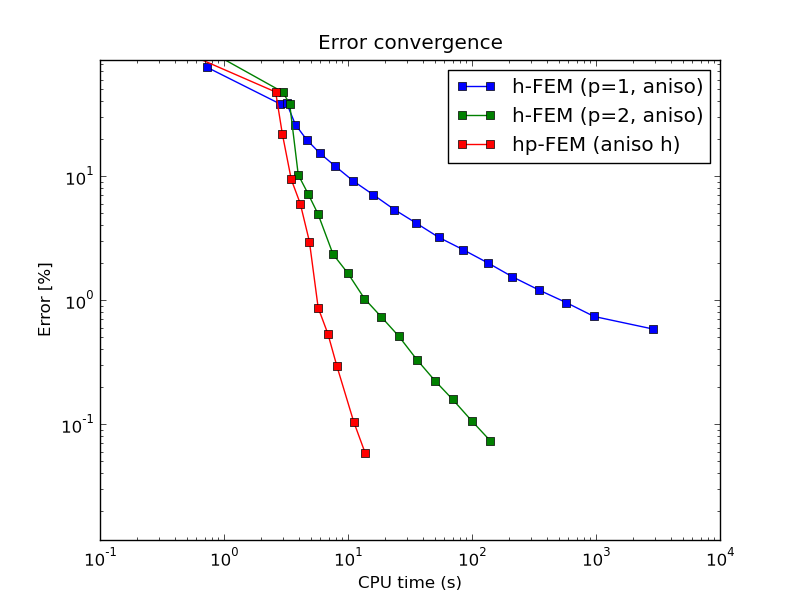 Error convergence
h-FEM (p=1, aniso)
h-FEM (p=2, aniso)
hp-FEM (aniso h)
Error [%]
10¹
10⁰
10⁻¹
10⁻¹ 10⁰ 10¹ 10² 10³ 10⁴
CPU time (s)